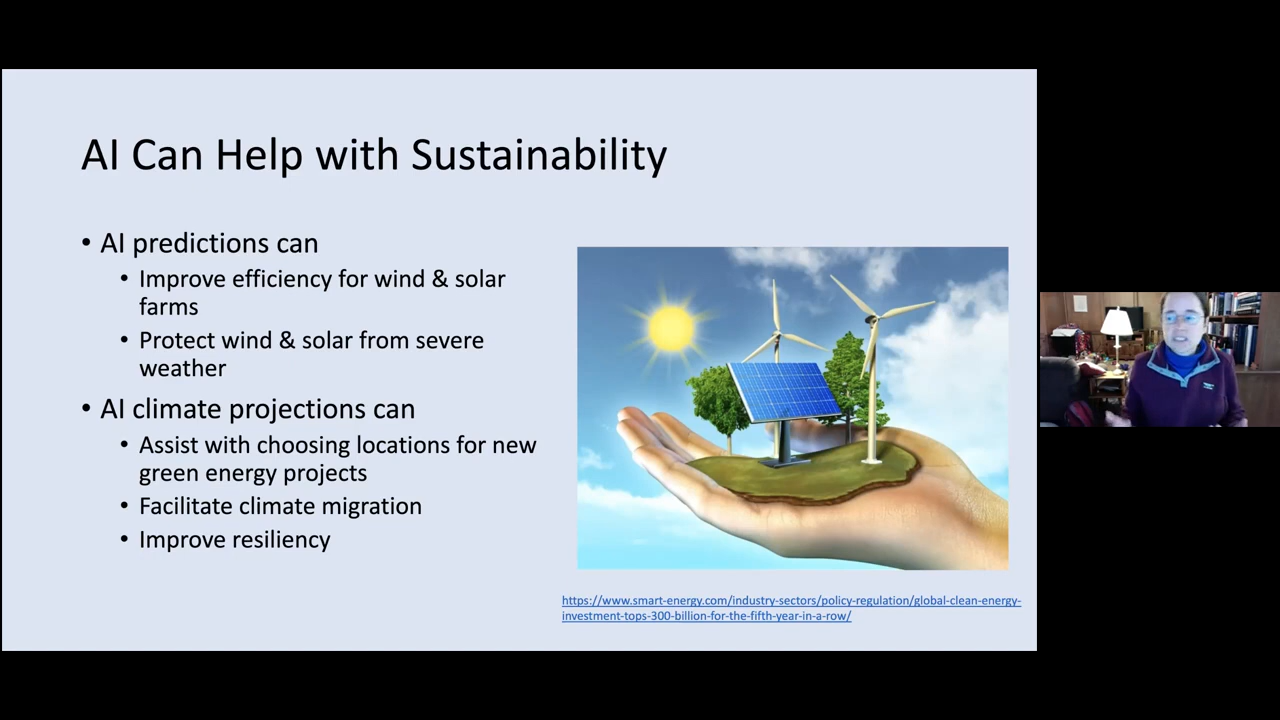 AI Can Help with Sustainability
• AI predictions can
• Improve efficiency for wind & solar
farms
• Protect wind & solar from severe
weather
• AI climate projections can
• Assist with choosing locations for new
green energy projects
• Facilitate climate migration
• Improve resiliency
https://www.smart-energy.com/industry-sectors/policy-regulation/global-clean-energy-
investment-tops-300-billion-for-the-fifth-year-in-a-row/